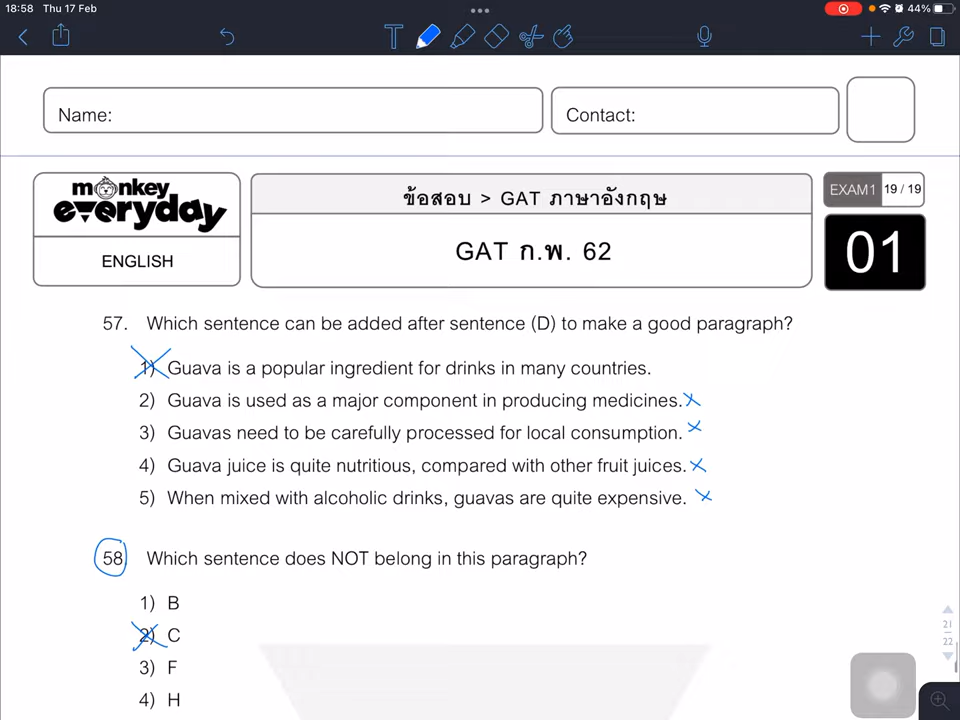 18:58 Thu 17 Feb
44%
Name:
Contact:
monkey
everyday
ENGLISH
ข้อสอบ > GAT ภาษาอังกฤษ
GAT ก.พ. 62
EXAM1 19 / 19
01
57. Which sentence can be added after sentence (D) to make a good paragraph?
1) Guava is a popular ingredient for drinks in many countries.
2) Guava is used as a major component in producing medicines.
3) Guavas need to be carefully processed for local consumption.
4) Guava juice is quite nutritious, compared with other fruit juices.
5) When mixed with alcoholic drinks, guavas are quite expensive.
58 Which sentence does NOT belong in this paragraph?
1) B
2) C
3) F
4) H
21
22